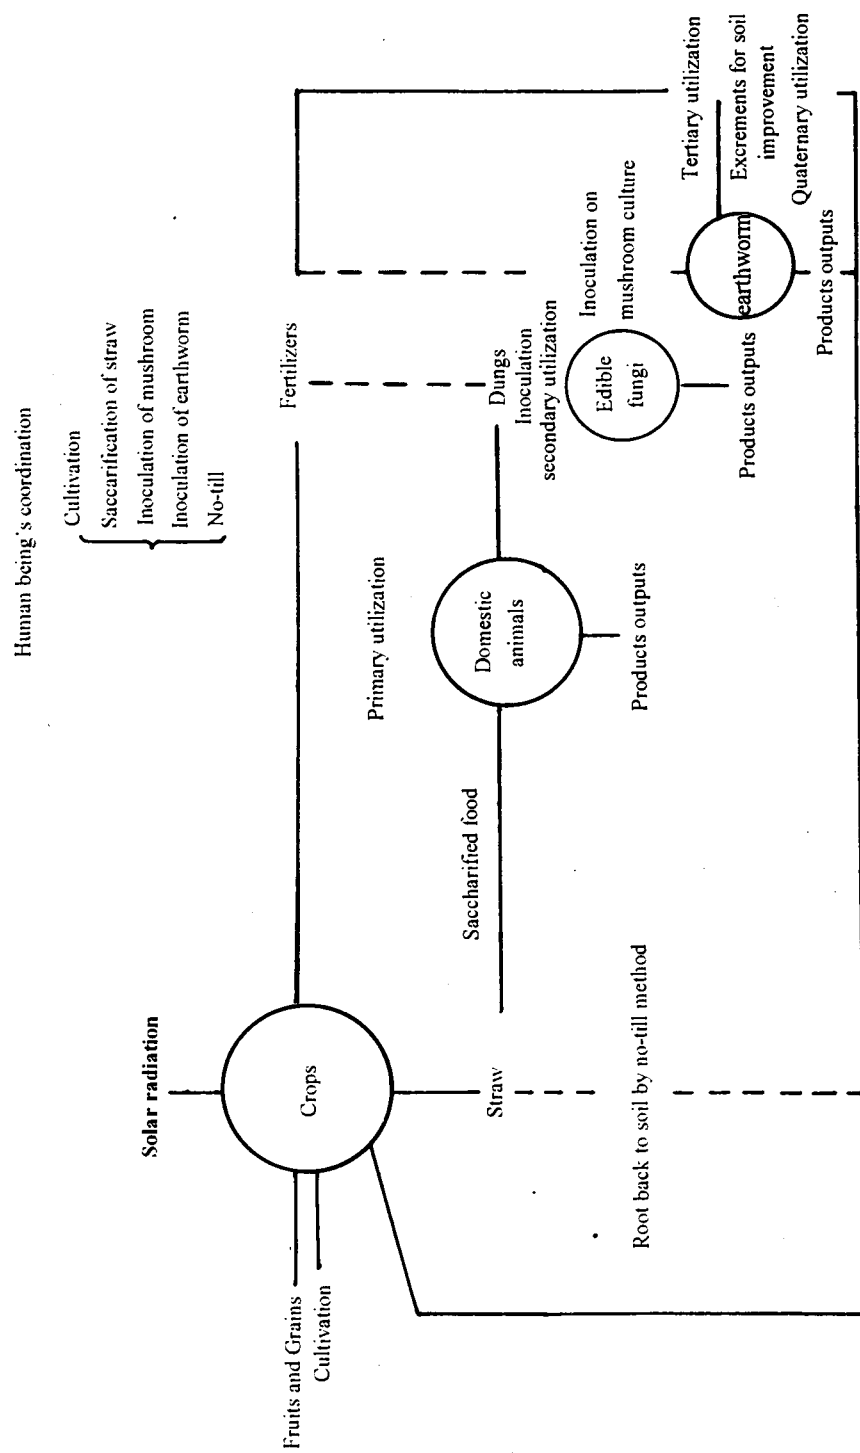 Human being's coordination
Cultivation
Saccarification of straw
Inoculation of mushroom
Inoculation of earthworm
No-till
Solar radiation
Fruits and Grains
Cultivation
Crops
Fertilizers
Primary utilization
Straw
Saccharified food
Domestic
animals
Products outputs
Dungs
Inoculation
secondary utilization
Edible
fungi
Products outputs
Inoculation on
mushroom culture
earthworm
Products outputs
Tertiary utilization
Excrements for soil
improvement
Quaternary utilization
Root back to soil by no-till method